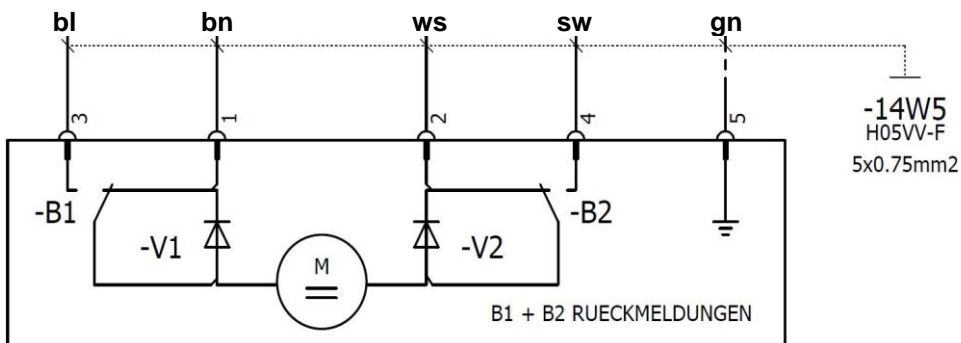 bl bn ws sw gn
3 1 2 4 5
-14W5
H05VV-F
5x0.75mm2
-B1 -B2
-V1 -V2
M
B1 + B2 RUECKMELDUNGEN